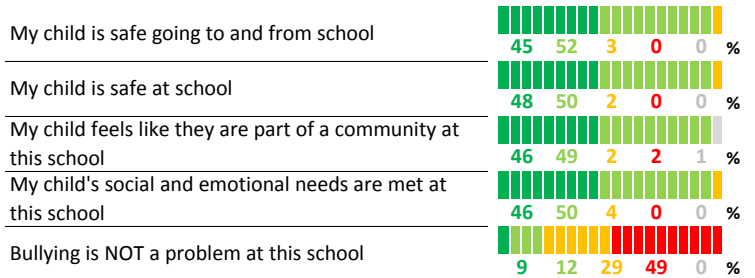 My child is safe going to and from school
45 52 3 0 0 %
My child is safe at school
48 50 2 0 0 %
My child feels like they are part of a community at
this school
46 49 2 2 1 %
My child's social and emotional needs are met at
this school
46 50 4 0 0 %
Bullying is NOT a problem at this school
9 12 29 49 0 %